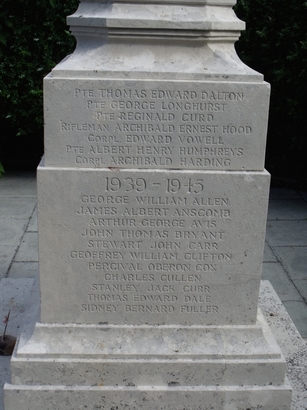 PTE THOMAS EDWARD DALTON
PTE GEORGE LONGHURST
PTE REGINALD CURD
RIFLEMAN ARCHIBALD ERNEST HOOD
CORPL EDWARD VOWELL
PTE ALBERT HENRY HUMPHREYS
CORPL ARCHIBALD HARDING
1939-1945
GEORGE WILLIAM ALLEN
JAMES ALBERT ANSCOMB
ARTHUR GEORGE AVIS
JOHN THOMAS BRYANT
STEWART JOHN CARR
GEOFFREY WILLIAM CLIFTON
PERCIVAL OBERON COX
CHARLES CULLEN
STANLEY JACK CURR
THOMAS EDWARD DALE
SIDNEY BERNARD FULLER